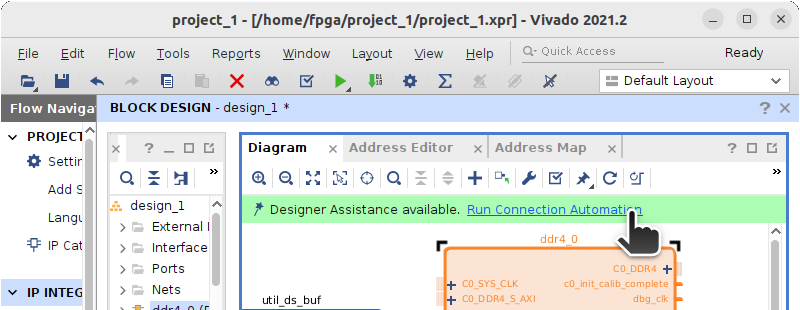 project_1 - [/home/fpga/project_1/project_1.xpr] - Vivado 2021.2
File Edit Flow Tools Reports Window Layout View Help Quick Access Ready
Default Layout
Flow Navigat
BLOCK DESIGN - design_1 *
PROJECT
Settin
Add S
Langu
IP Cat
IP INTEG
design_1
External I
Interface
Ports
Nets
ddr4_0 (D
Diagram Address Editor Address Map
Designer Assistance available. Run Connection Automation
ddr4_0
C0_DDR4
C0_SYS_CLK c0_init_calib_complete
C0_DDR4_S_AXI dbg_clk
util_ds_buf